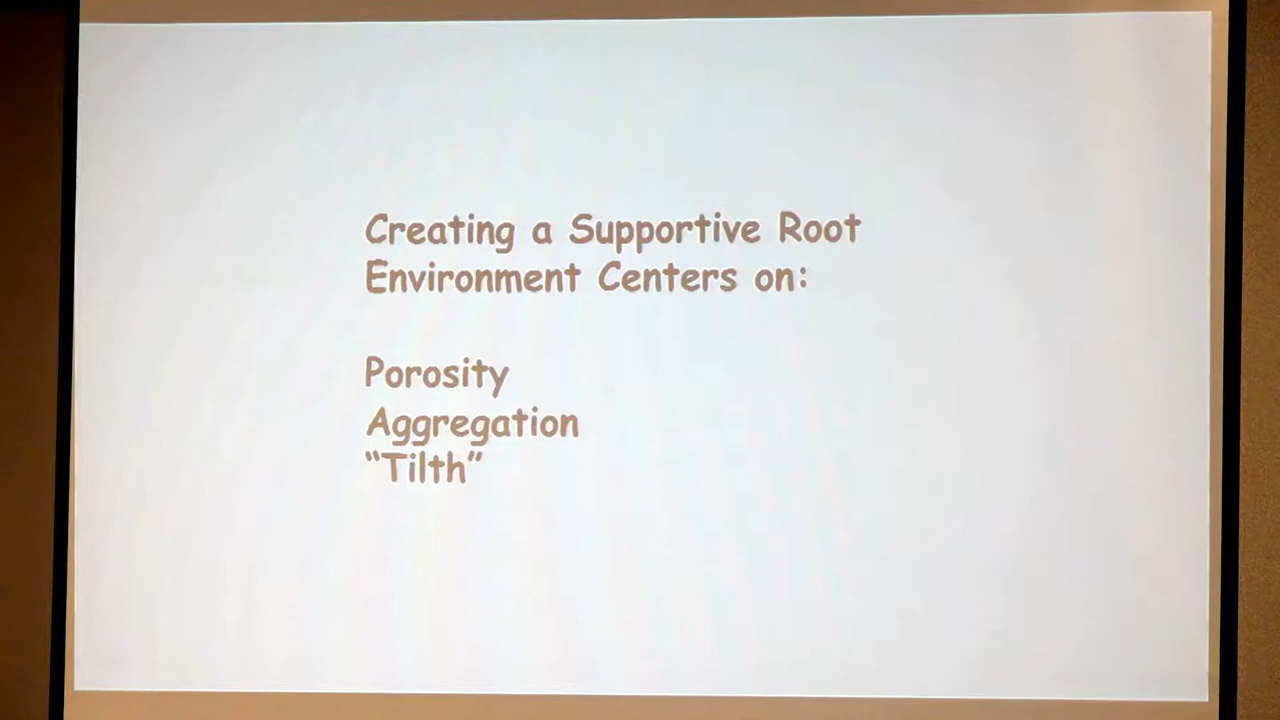 Creating a Supportive Root
Environment Centers on:
Porosity
Aggregation
“Tilth”